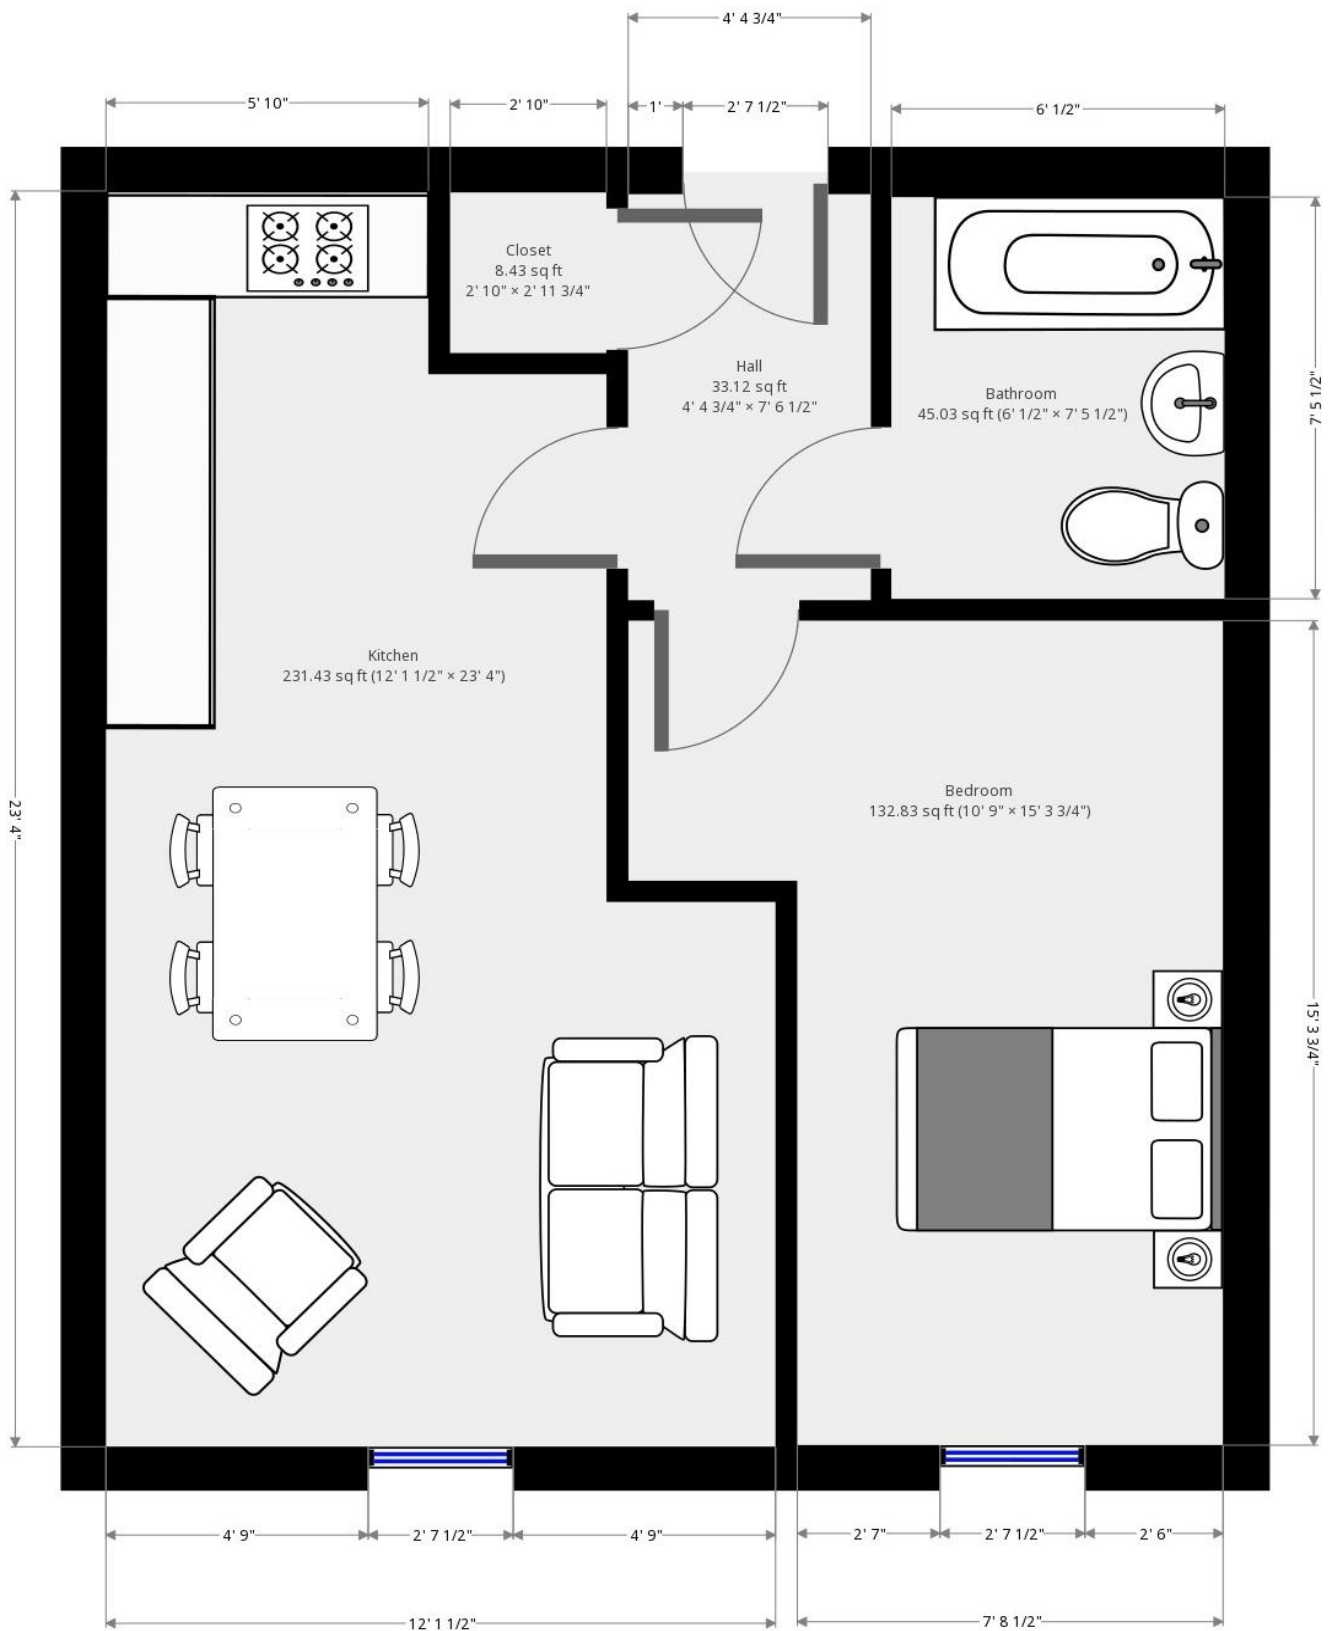 4' 4 3/4"
5' 10"
2' 10"
1'
2' 7 1/2"
6' 1/2"
Closet
8.43 sq ft
2' 10" × 2' 11 3/4"
Hall
33.12 sq ft
4' 4 3/4" × 7' 6 1/2"
Bathroom
45.03 sq ft (6' 1/2" × 7' 5 1/2")
7' 5 1/2"
Kitchen
231.43 sq ft (12' 1 1/2" × 23' 4")
23' 4"
Bedroom
132.83 sq ft (10' 9" × 15' 3 3/4")
15' 3 3/4"
4' 9"
2' 7 1/2"
4' 9"
2' 7"
2' 7 1/2"
2' 6"
12' 1 1/2"
7' 8 1/2"